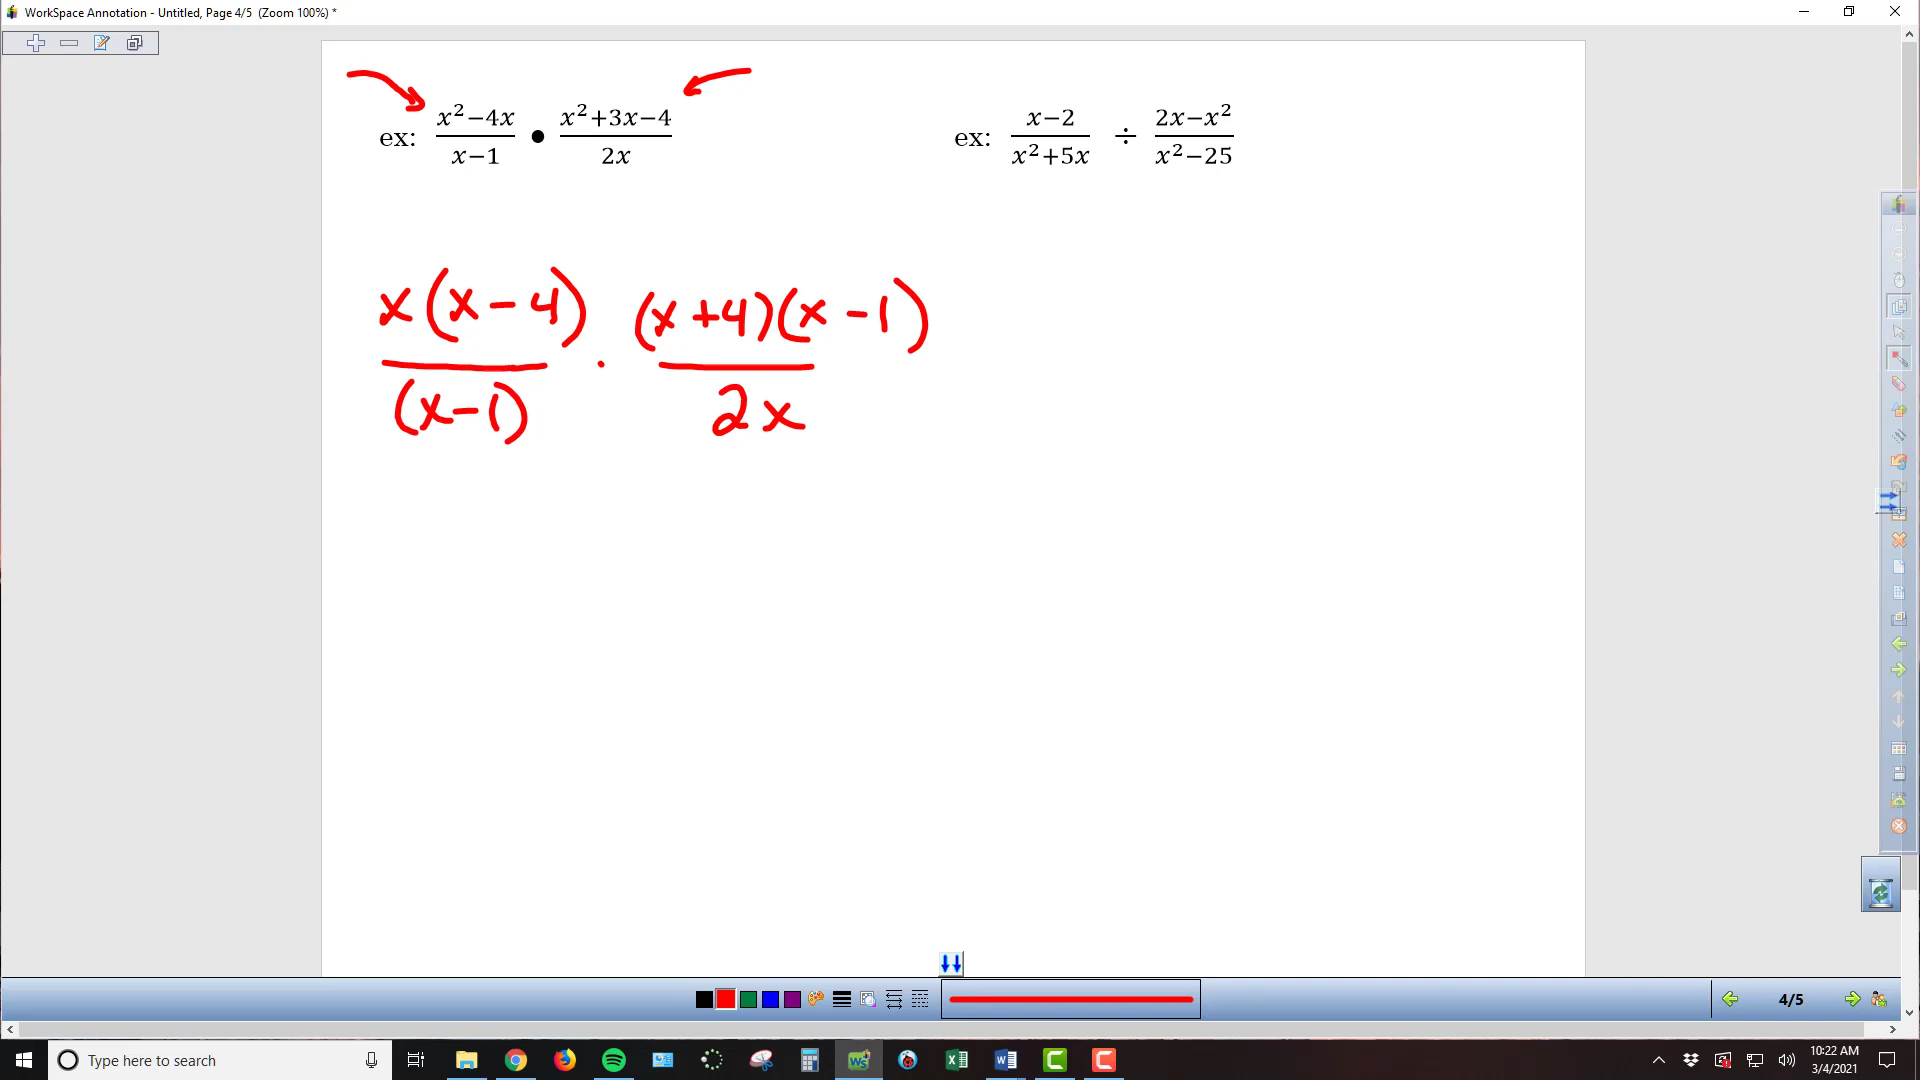 WorkSpace Annotation - Untitled, Page 4/5 (Zoom 100%) *
ex: x²−4x / x−1 • x²+3x−4 / 2x
ex: x−2 / x²+5x ÷ 2x−x² / x²−25
x(x-4) / (x-1) · (x+4)(x-1) / 2x
4/5
Type here to search
10:22 AM
3/4/2021